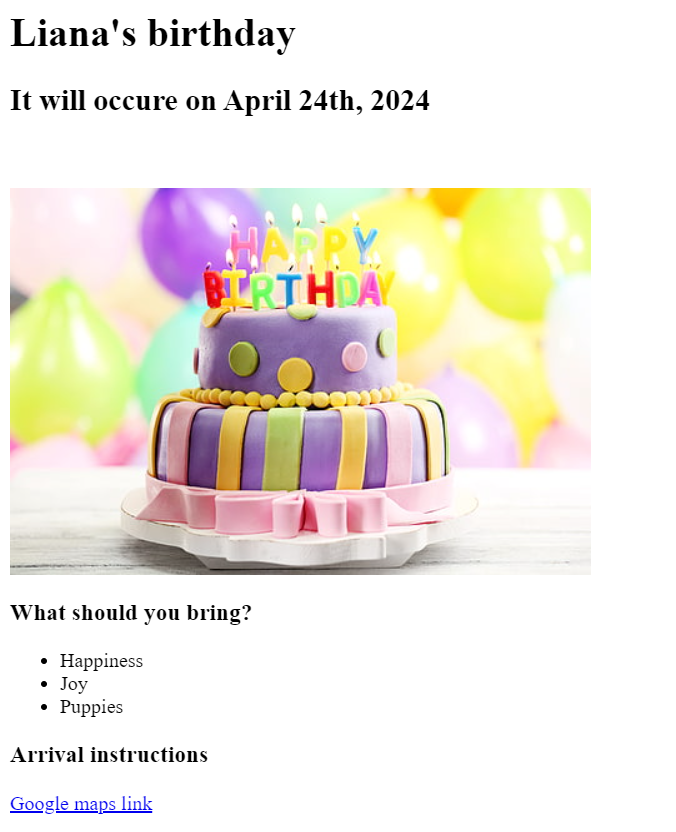 Liana's birthday
It will occure on April 24th, 2024
HAPPY
BIRTHDAY
What should you bring?
Happiness
Joy
Puppies
Arrival instructions
Google maps link